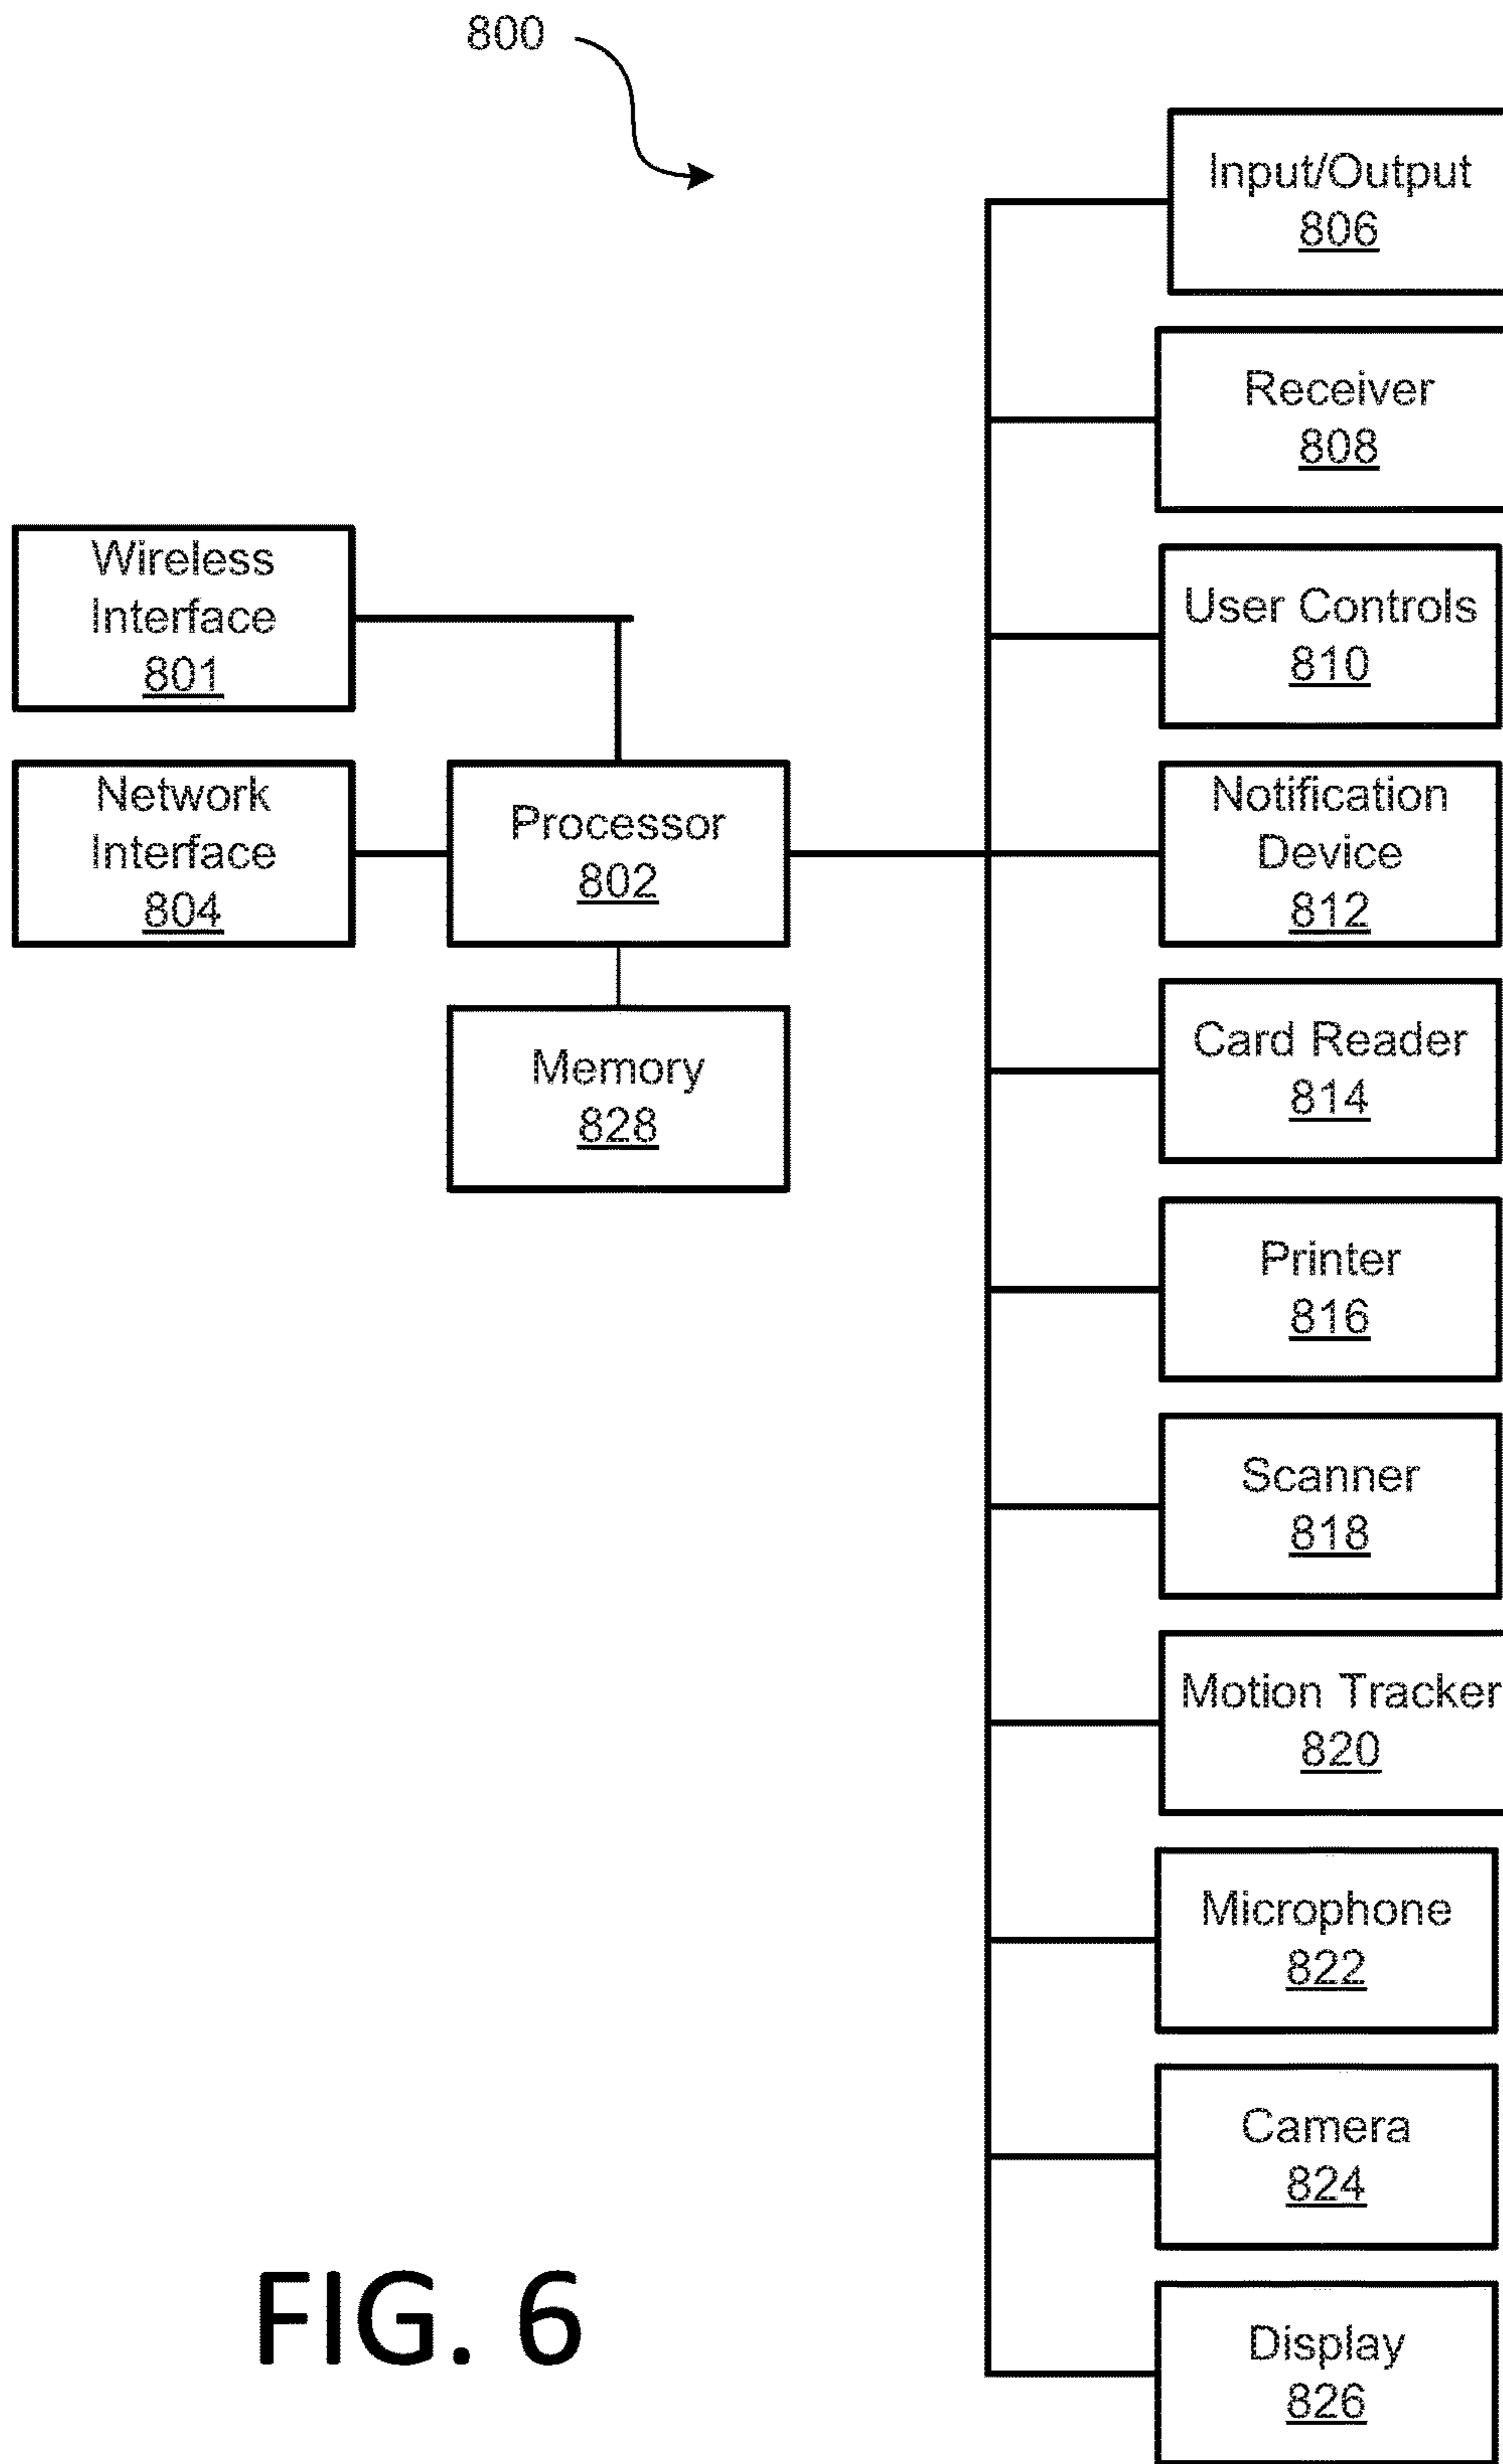 800
Input/Output
806
Receiver
808
User Controls
810
Notification
Device
812
Card Reader
814
Printer
816
Scanner
818
Motion Tracker
820
Microphone
822
Camera
824
Display
826
Wireless
Interface
801
Network
Interface
804
Processor
802
Memory
828
FIG. 6